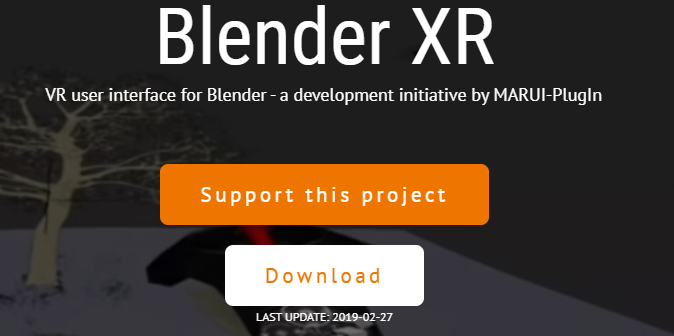 Blender XR
VR user interface for Blender - a development initiative by MARUI-PlugIn
Support this project
Download
LAST UPDATE: 2019-02-27